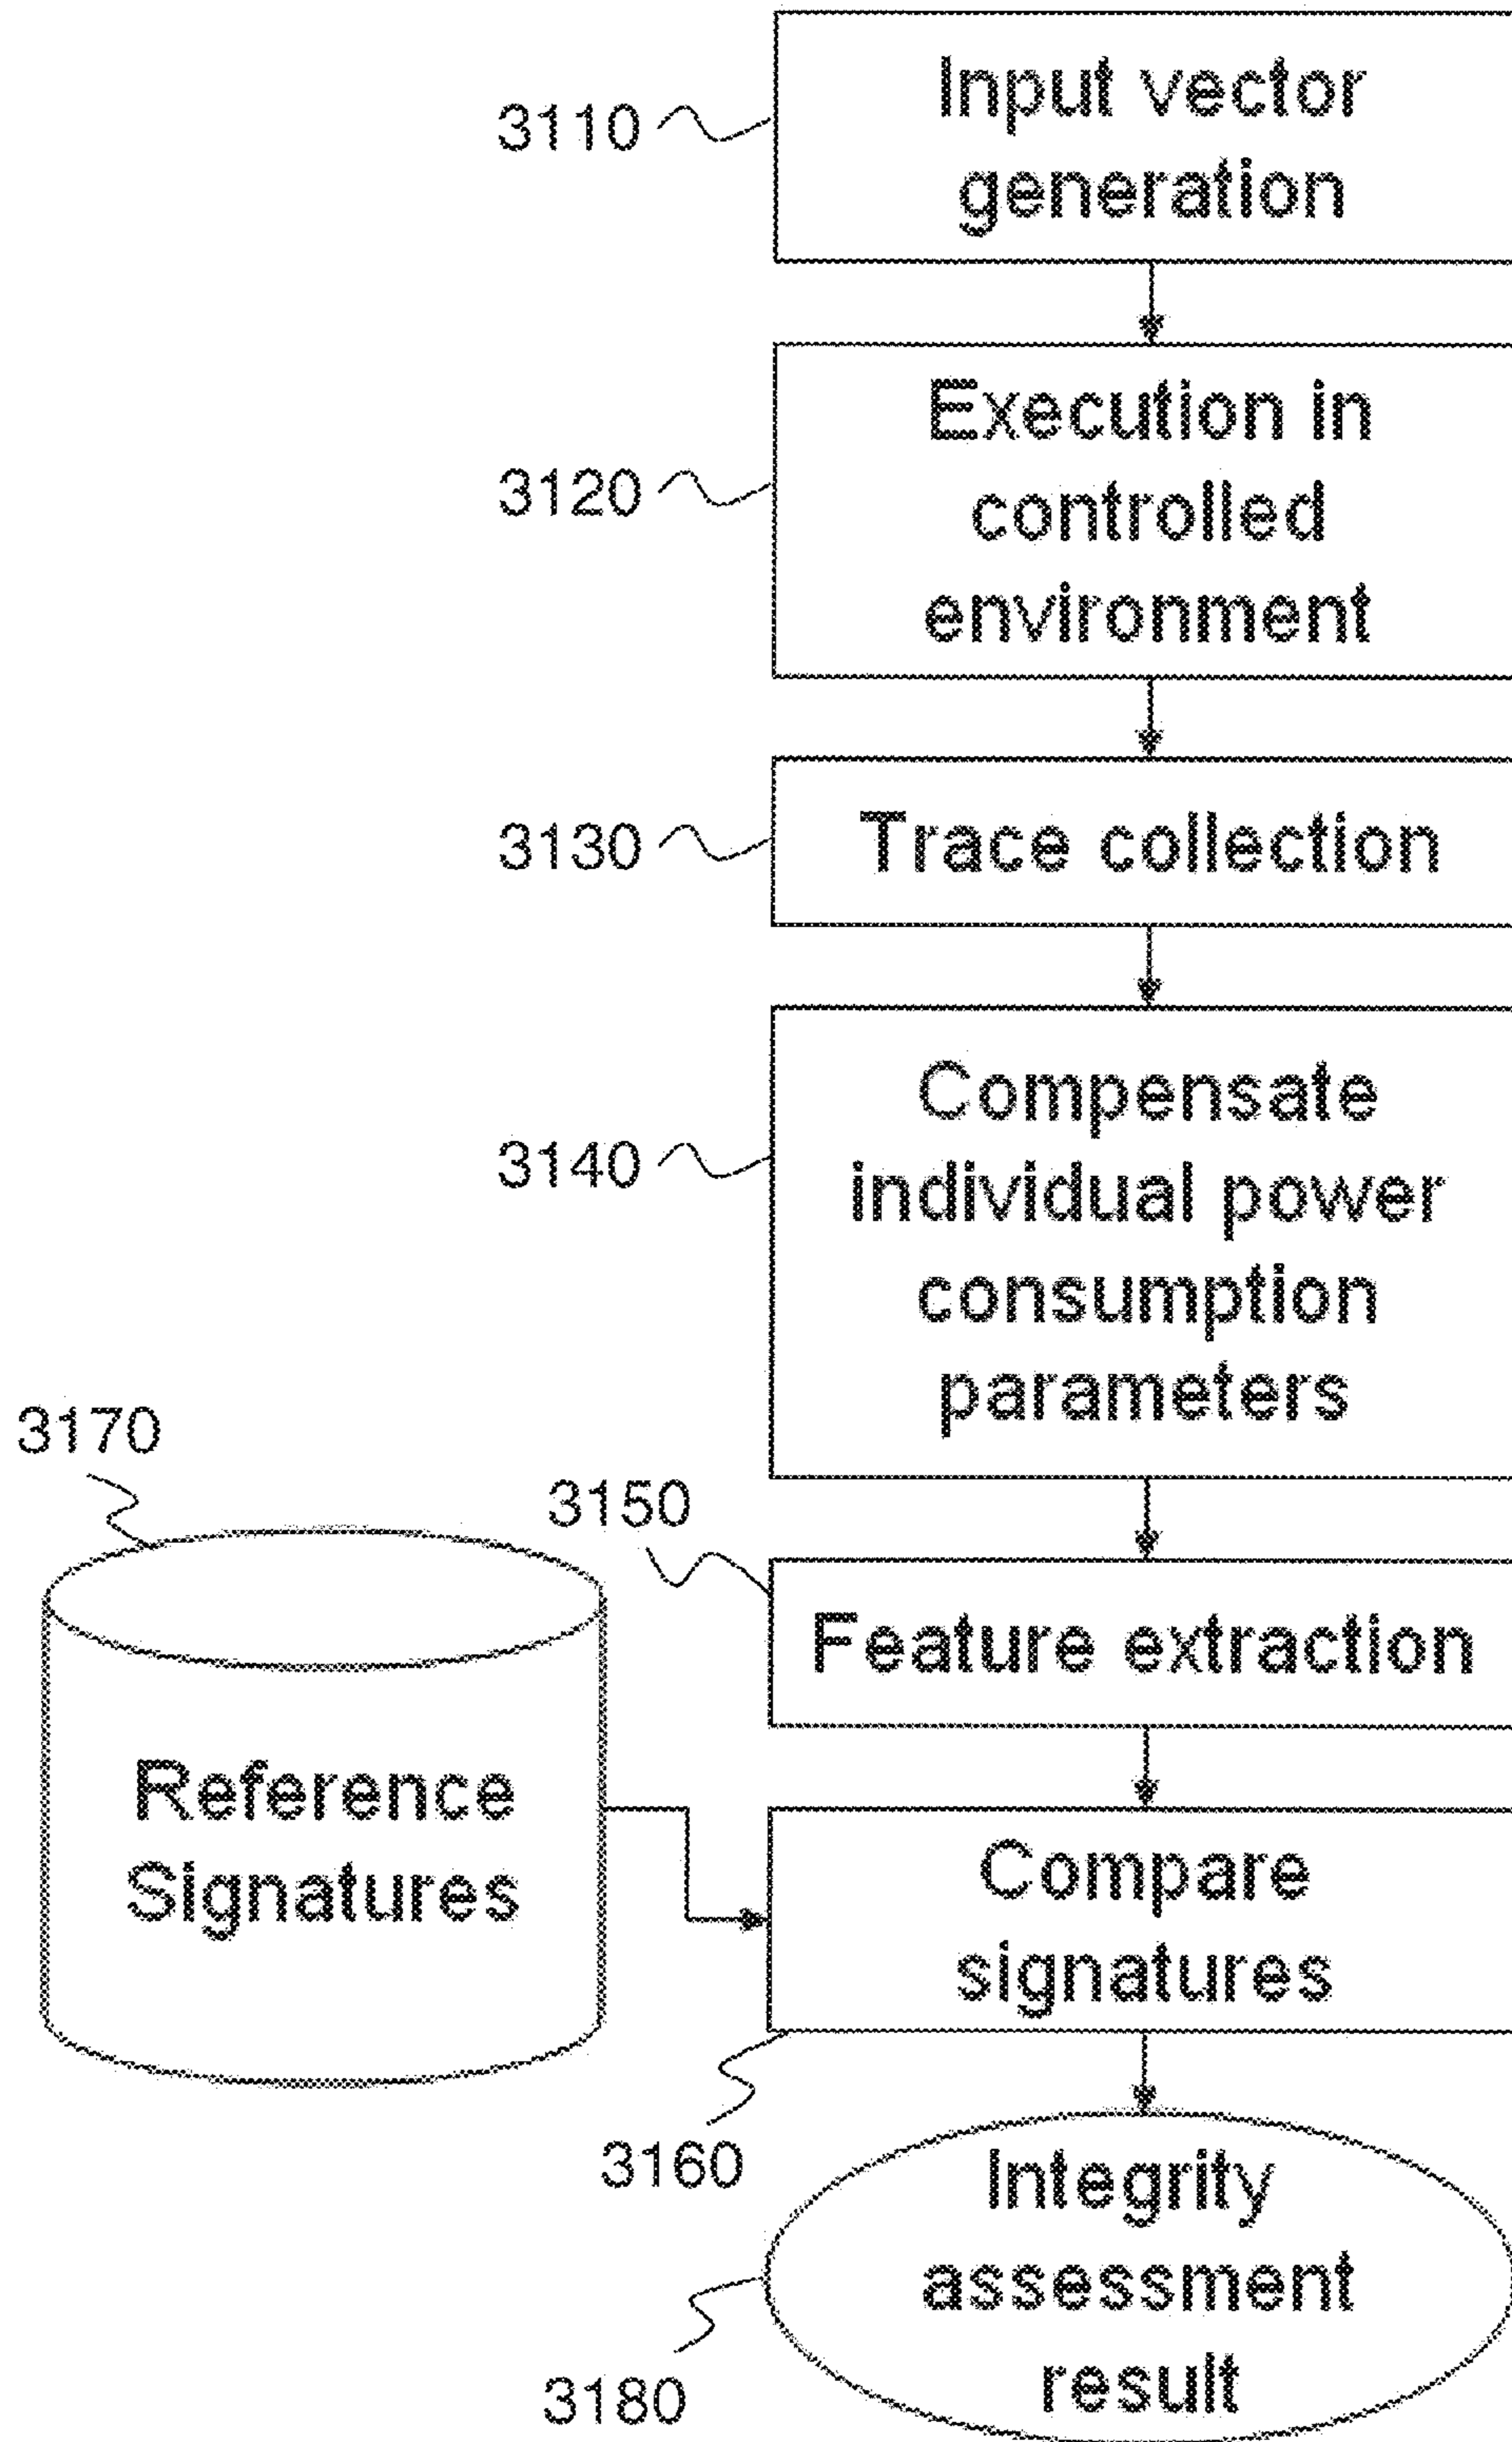 Input vector
generation
3110
Execution in
controlled
environment
3120
Trace collection
3130
Compensate
individual power
consumption
parameters
3140
3170
3150
Feature extraction
Reference
Signatures
Compare
signatures
3160
Integrity
assessment
result
3180